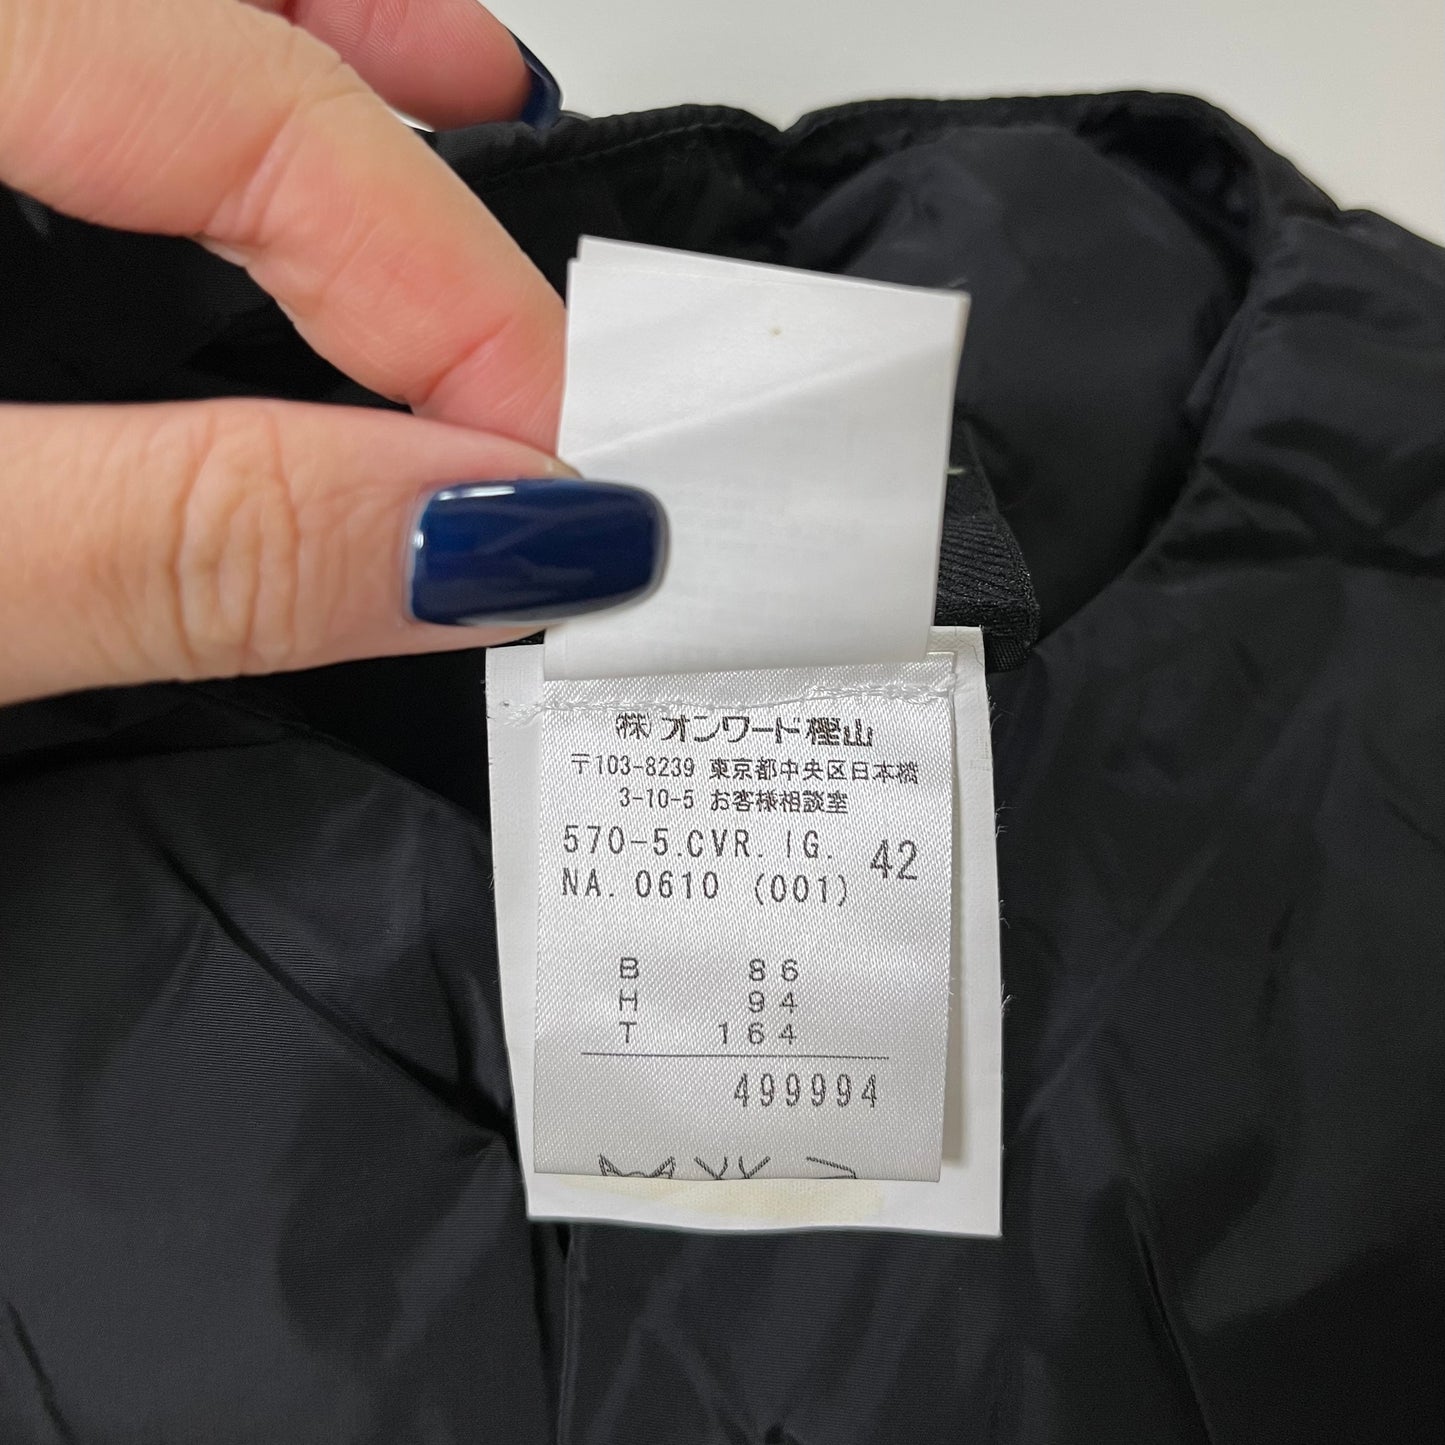 (株)オンワード樫山
〒103-8239 東京都中央区日本橋
3-10-5 お客様相談室
570-5.CVR.IG. 42
NA.0610 (001)
B 86
H 94
T 164
499994